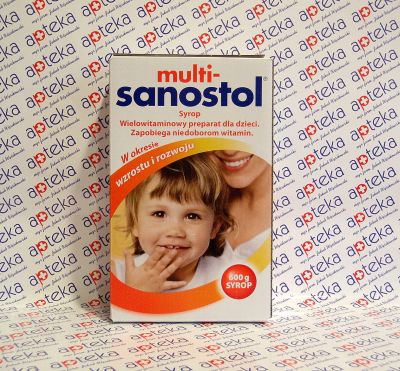 multi-
sanostol®
Syrop
Wielowitaminowy preparat dla dzieci.
Zapobiega niedoborom witamin.
W okresie
wzrostu i rozwoju
600 g
SYROP
apteka